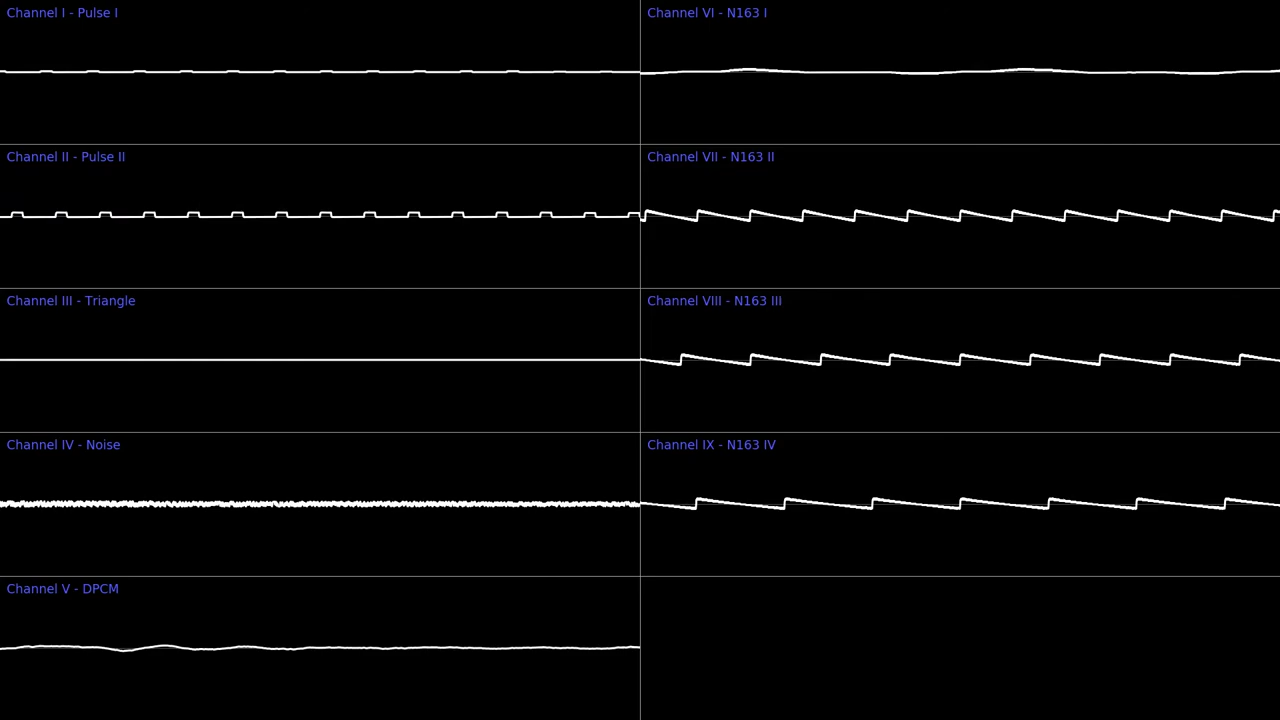 Channel I - Pulse I
Channel II - Pulse II
Channel III - Triangle
Channel IV - Noise
Channel V - DPCM
Channel VI - N163 I
Channel VII - N163 II
Channel VIII - N163 III
Channel IX - N163 IV